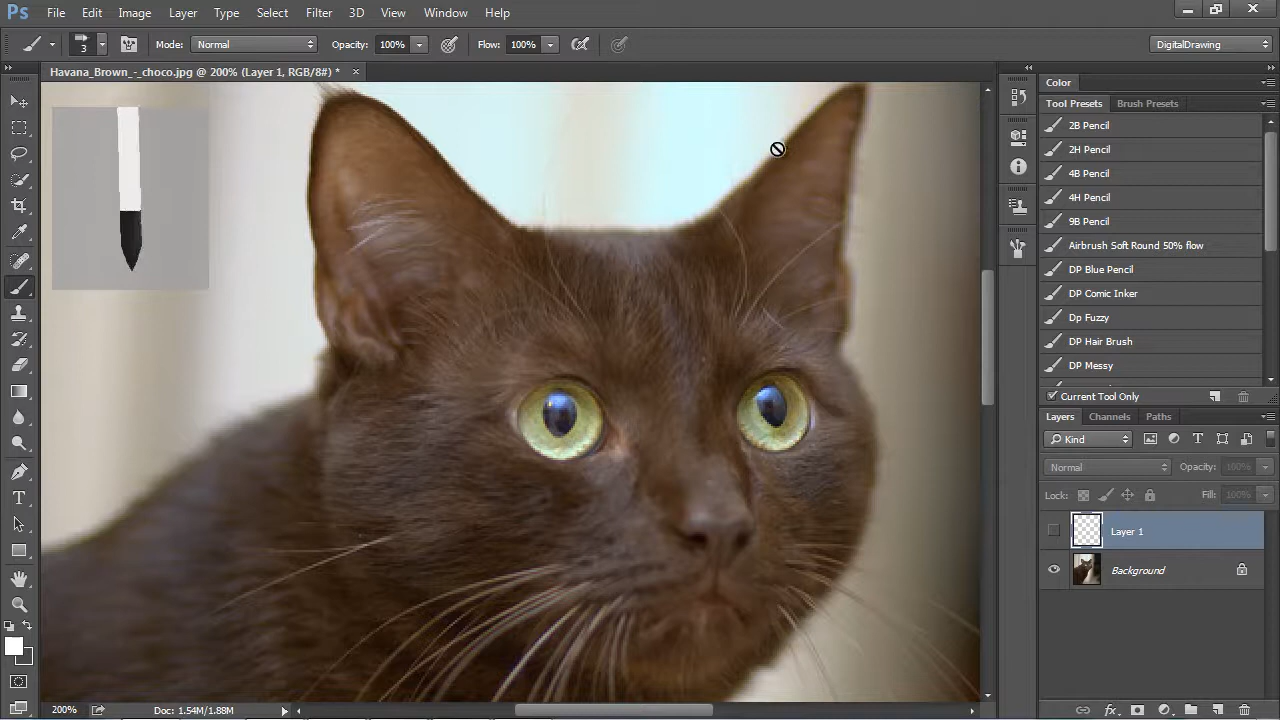 Ps File Edit Image Layer Type Select Filter 3D View Window Help
3 Mode: Normal Opacity: 100% Flow: 100% DigitalDrawing
Havana_Brown_-_choco.jpg @ 200% (Layer 1, RGB/8#) *
Color
Tool Presets Brush Presets
2B Pencil
2H Pencil
4B Pencil
4H Pencil
9B Pencil
Airbrush Soft Round 50% flow
DP Blue Pencil
DP Comic Inker
Dp Fuzzy
DP Hair Brush
DP Messy
Current Tool Only
Layers Channels Paths
Kind
Normal Opacity: 100%
Lock: Fill: 100%
Layer 1
Background
200% Doc: 1.54M/1.88M